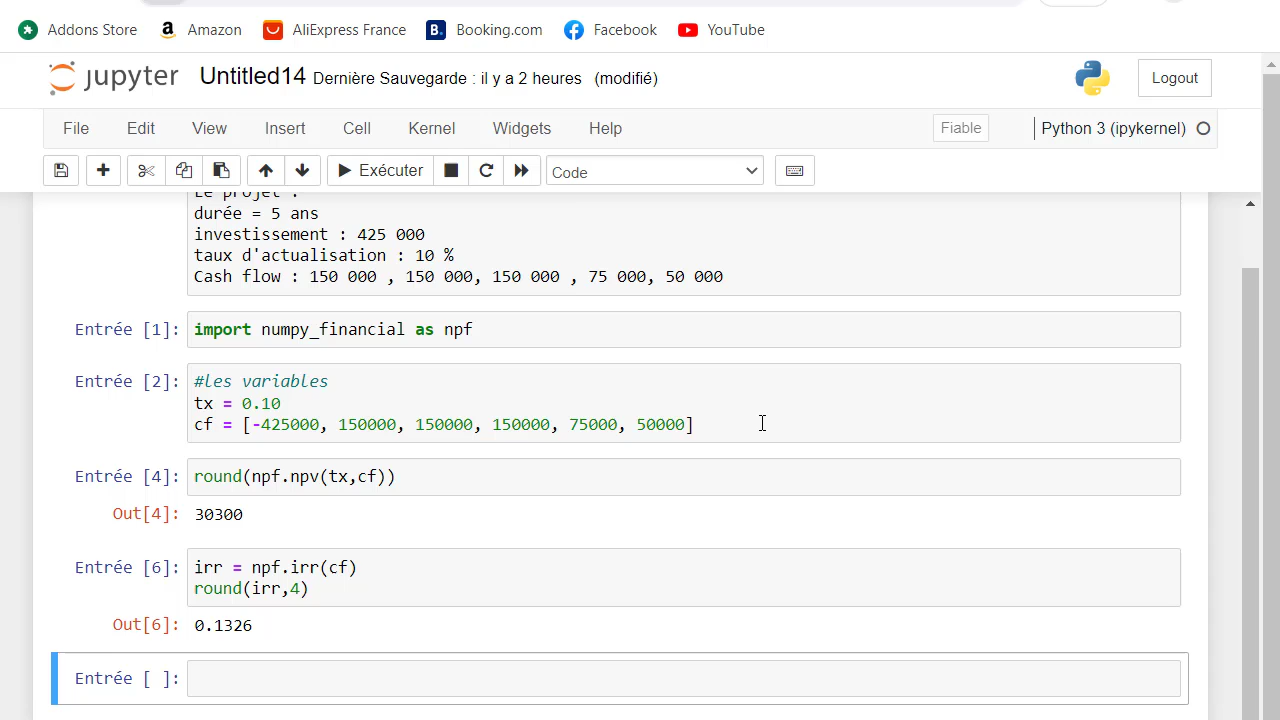 Addons Store Amazon AliExpress France B. Booking.com Facebook YouTube
jupyter Untitled14 Dernière Sauvegarde : il y a 2 heures (modifié) Logout
File Edit View Insert Cell Kernel Widgets Help Fiable Python 3 (ipykernel)
Exécuter Code
Le projet :
durée = 5 ans
investissement : 425 000
taux d'actualisation : 10 %
Cash flow : 150 000 , 150 000, 150 000 , 75 000, 50 000
Entrée [1]: import numpy_financial as npf
Entrée [2]: #les variables
tx = 0.10
cf = [-425000, 150000, 150000, 150000, 75000, 50000]
Entrée [4]: round(npf.npv(tx,cf))
Out[4]: 30300
Entrée [6]: irr = npf.irr(cf)
round(irr,4)
Out[6]: 0.1326
Entrée [ ]: